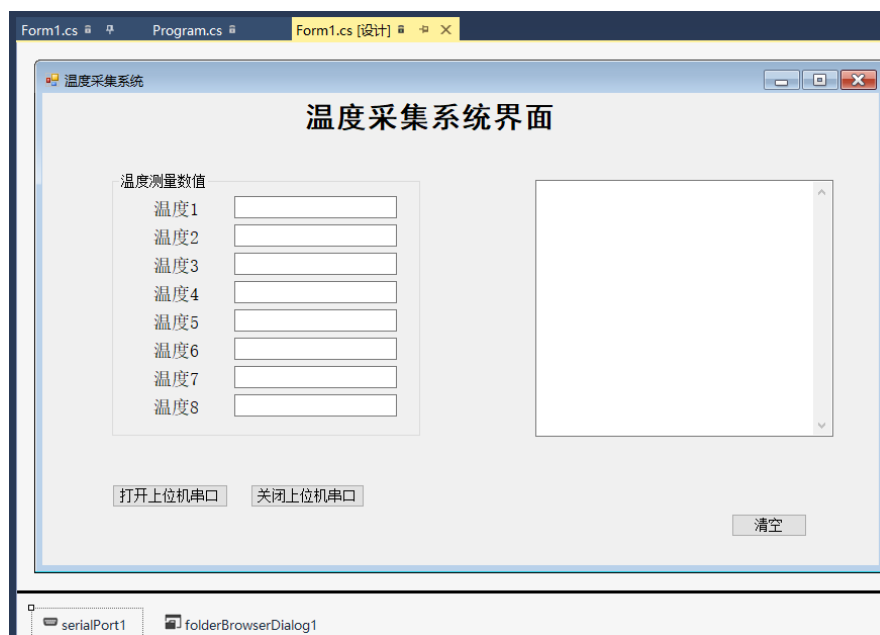 Form1.cs Program.cs Form1.cs [设计]
温度采集系统
温度采集系统界面
温度测量数值
温度1
温度2
温度3
温度4
温度5
温度6
温度7
温度8
打开上位机串口 关闭上位机串口
清空
serialPort1 folderBrowserDialog1